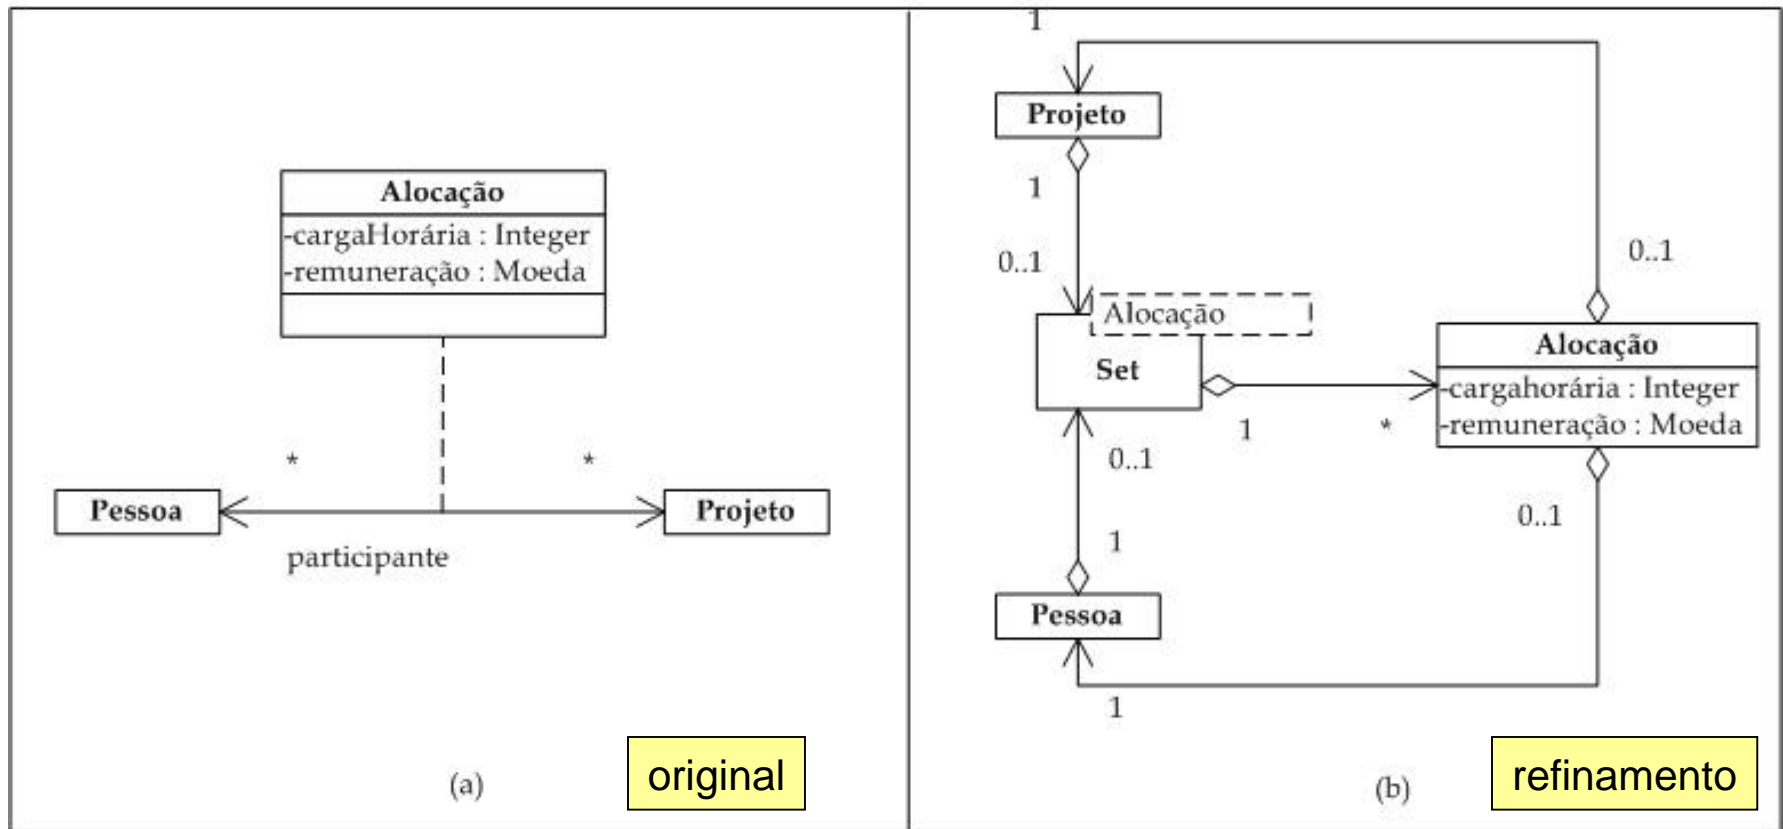 Alocação
-cargaHorária : Integer
-remuneração : Moeda
*
*
Pessoa
Projeto
participante
(a)
original
1
Projeto
1
0..1
0..1
Alocação
Set
Alocação
-cargahorária : Integer
-remuneração : Moeda
1
*
0..1
0..1
1
Pessoa
1
(b)
refinamento